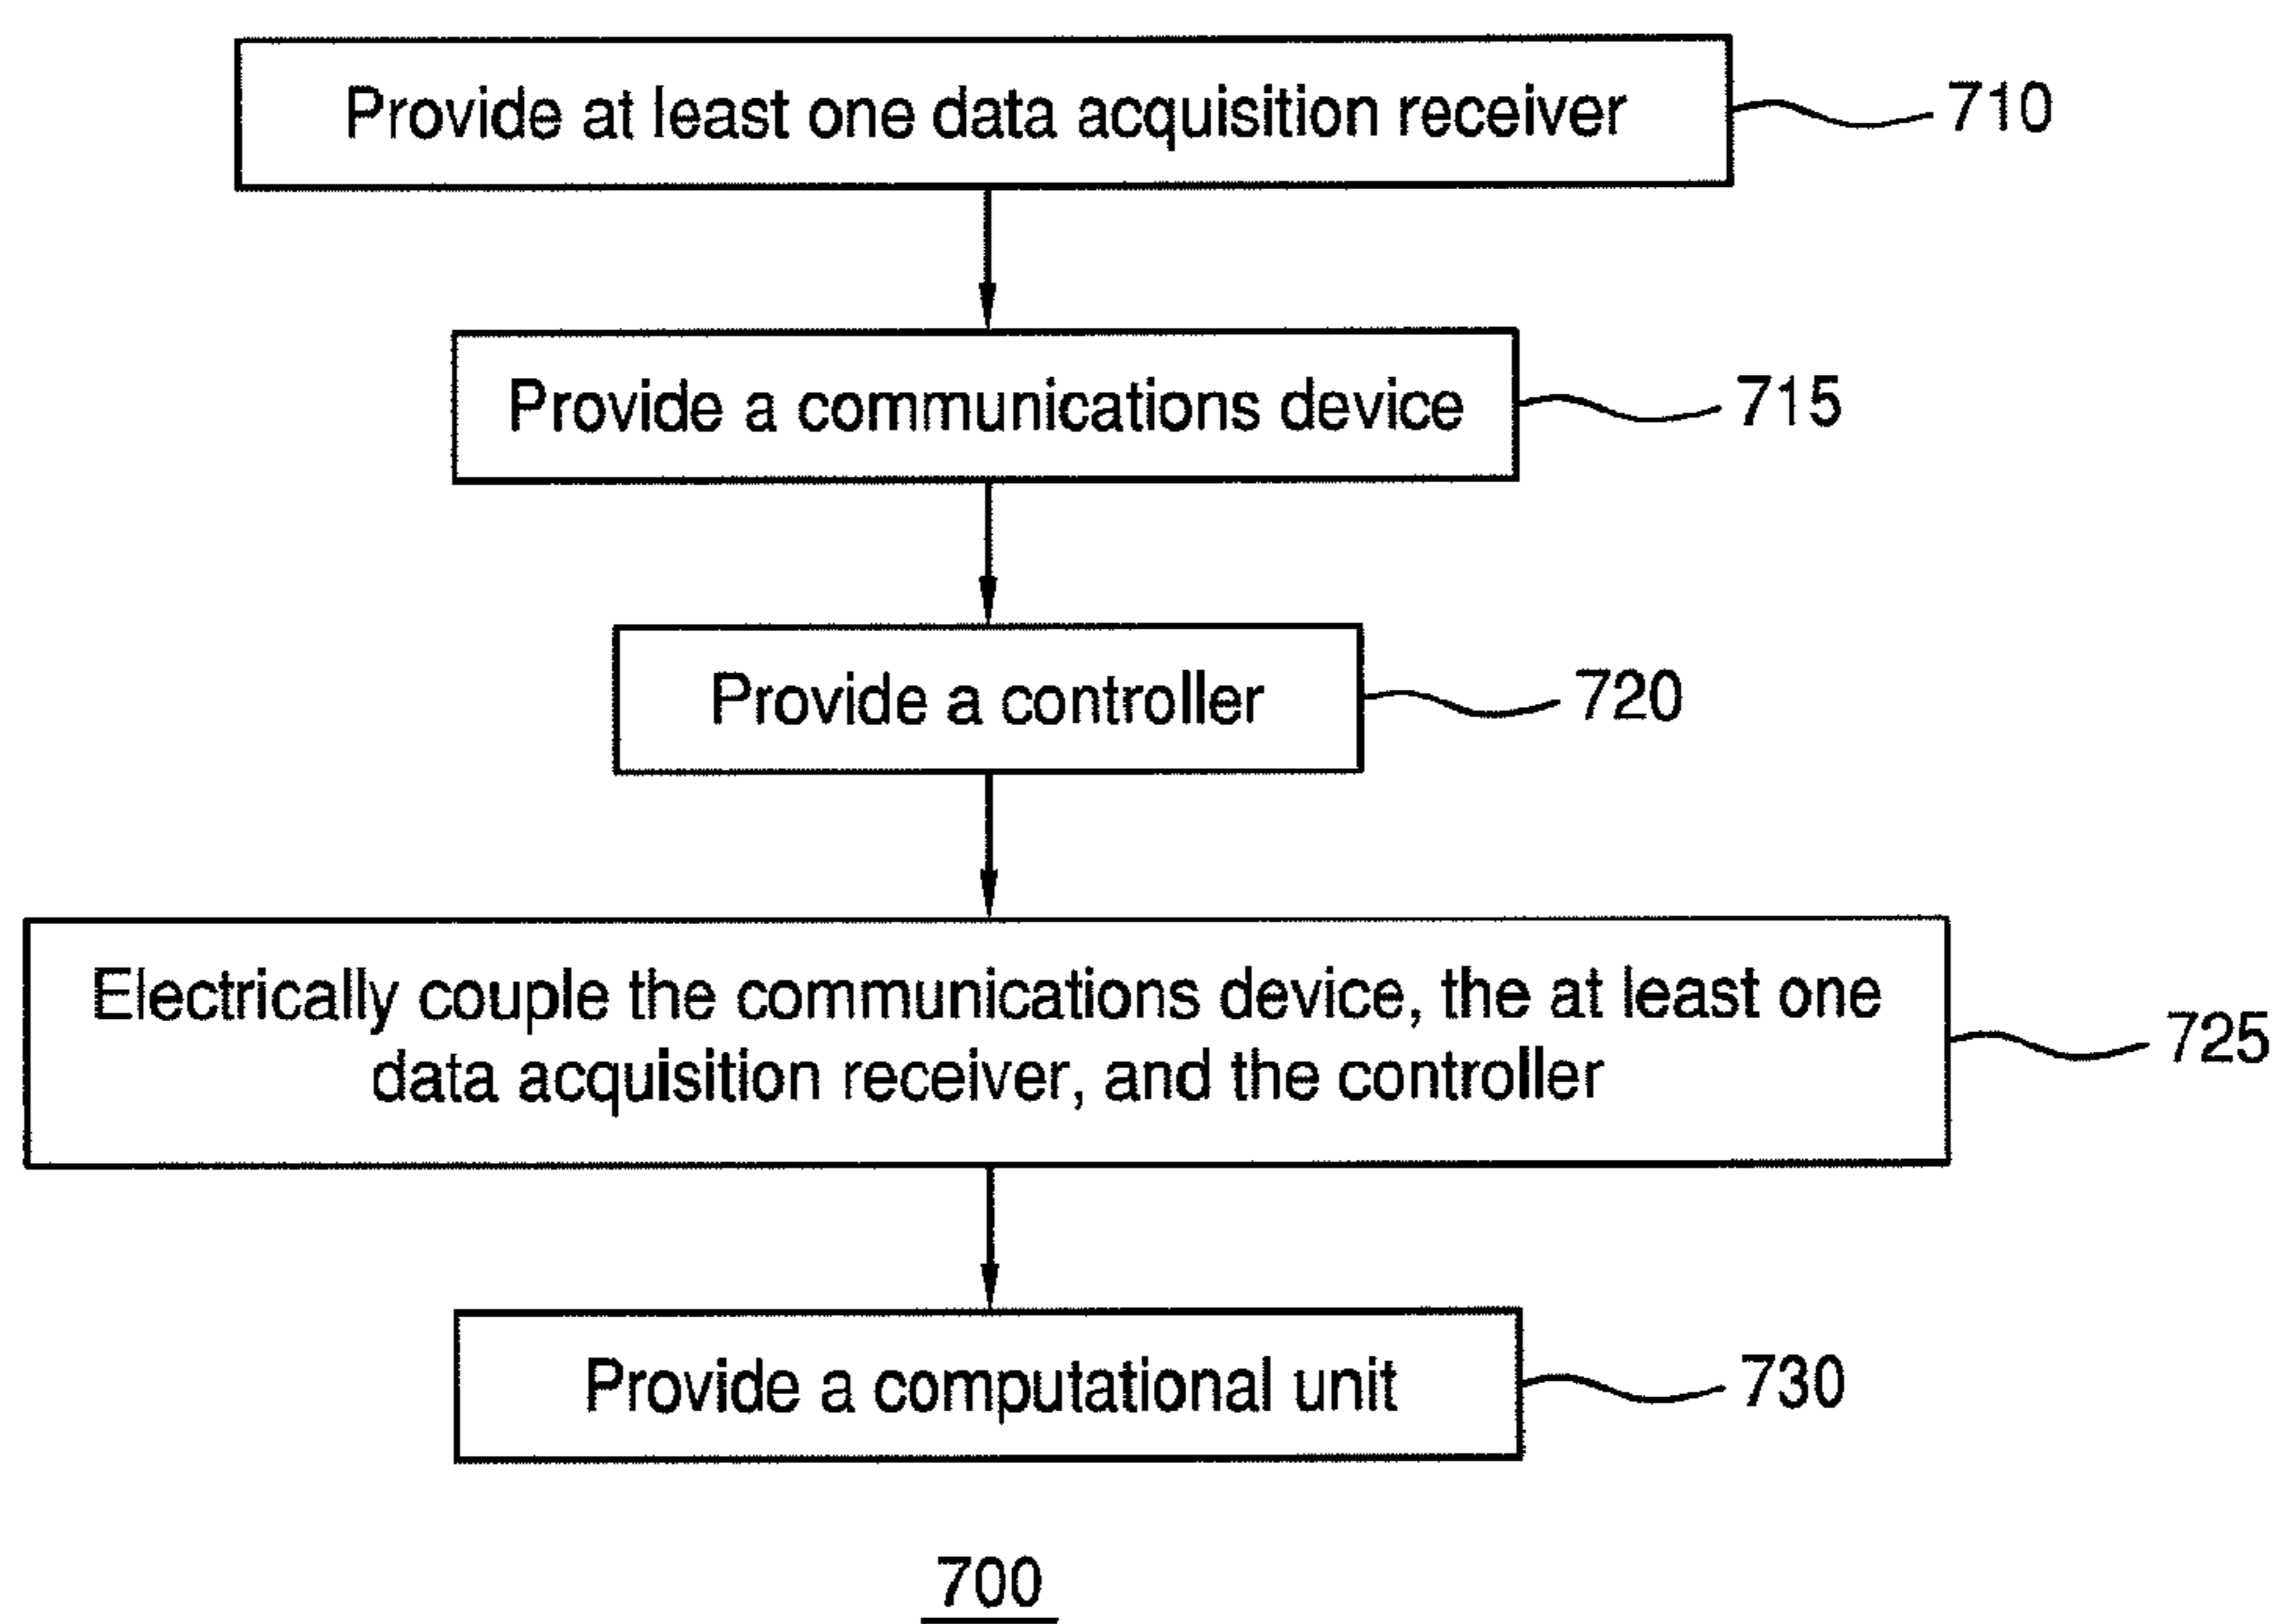 Provide at least one data acquisition receiver
710
Provide a communications device
715
Provide a controller
720
Electrically couple the communications device, the at least one
data acquisition receiver, and the controller
725
Provide a computational unit
730
700